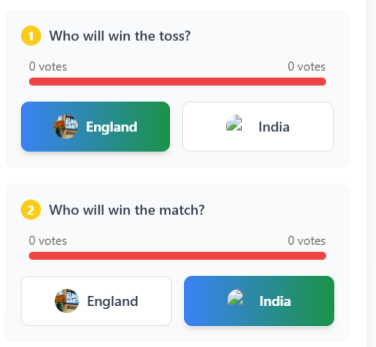 1 Who will win the toss?
0 votes 0 votes
England India
2 Who will win the match?
0 votes 0 votes
England India